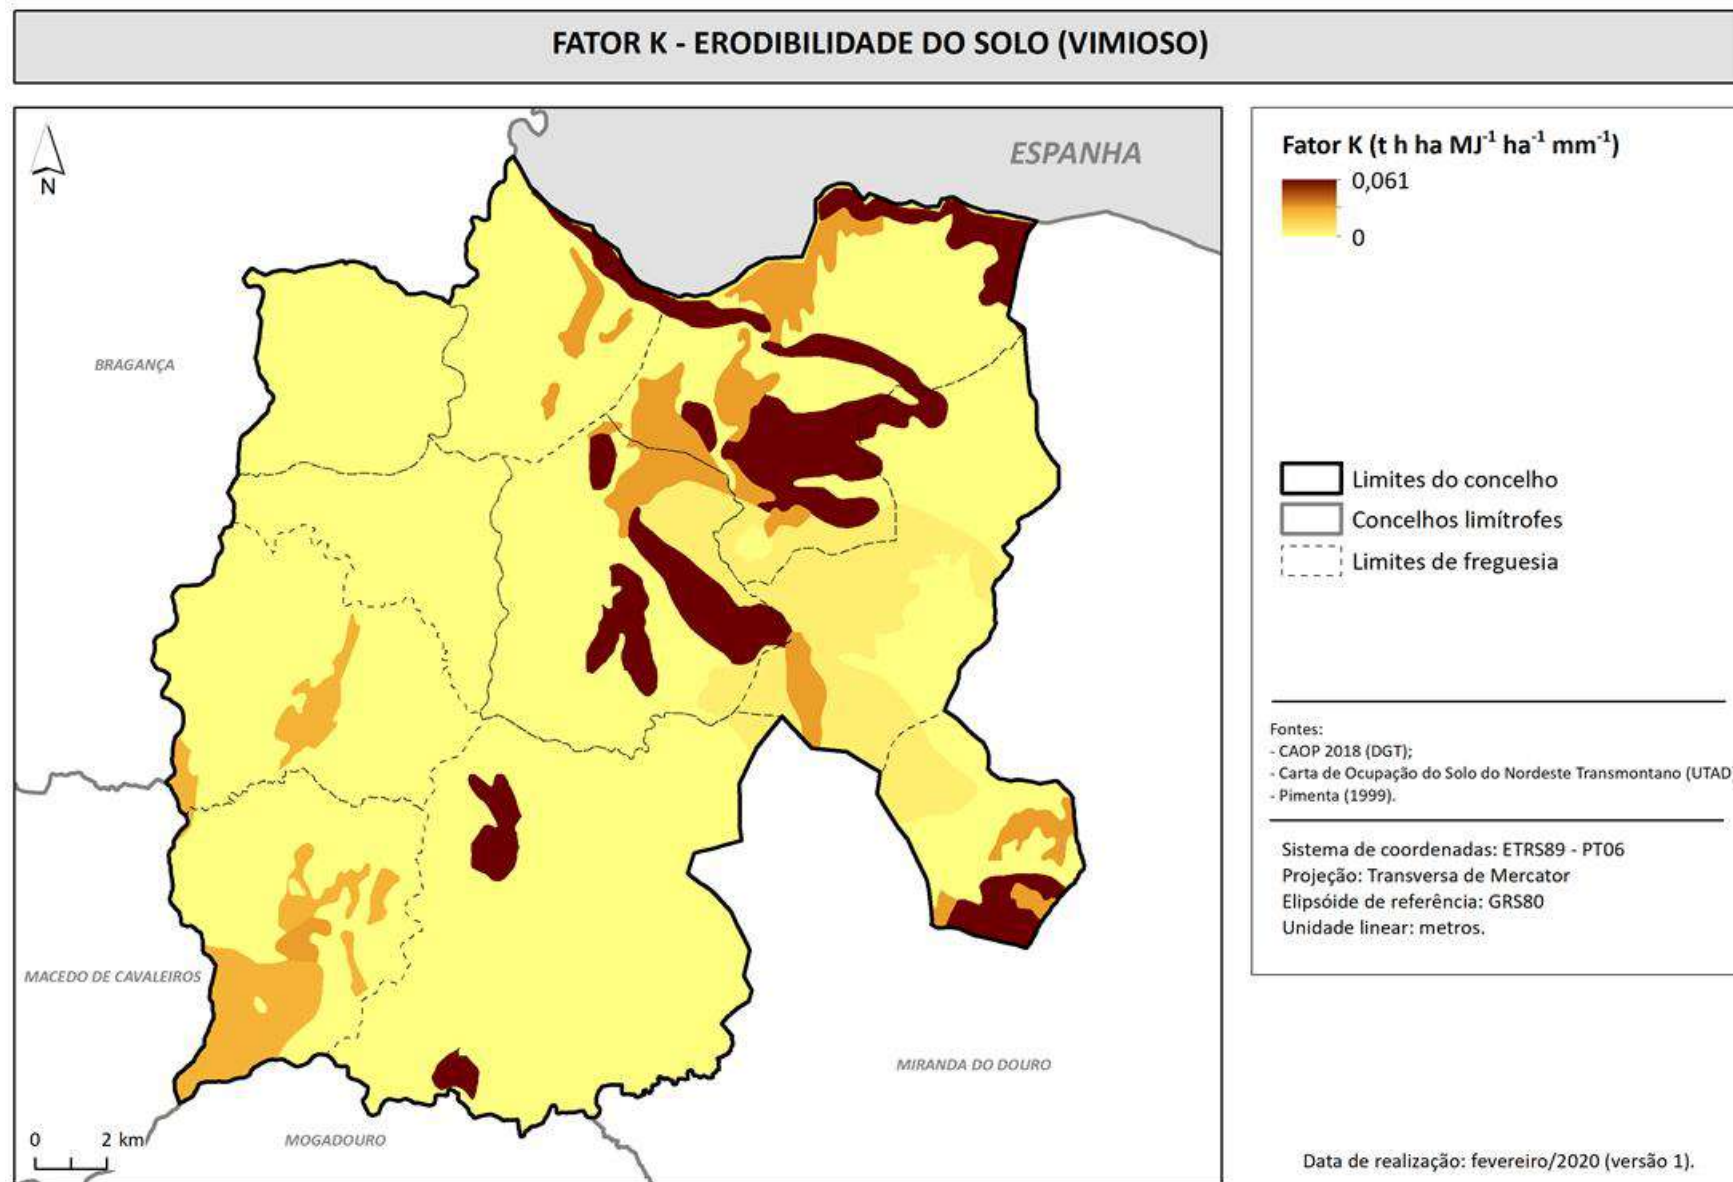 FATOR K - ERODIBILIDADE DO SOLO (VIMIOSO)
ESPANHA
N
BRAGANÇA
MACEDO DE CAVALEIROS
MIRANDA DO DOURO
MOGADOURO
0 2 km
Fator K (t h ha MJ⁻¹ ha⁻¹ mm⁻¹)
0,061
0
Limites do concelho
Concelhos limítrofes
Limites de freguesia
Fontes:
- CAOP 2018 (DGT);
- Carta de Ocupação do Solo do Nordeste Transmontano (UTAD
- Pimenta (1999).
Sistema de coordenadas: ETRS89 - PT06
Projeção: Transversa de Mercator
Elipsóide de referência: GRS80
Unidade linear: metros.
Data de realização: fevereiro/2020 (versão 1).